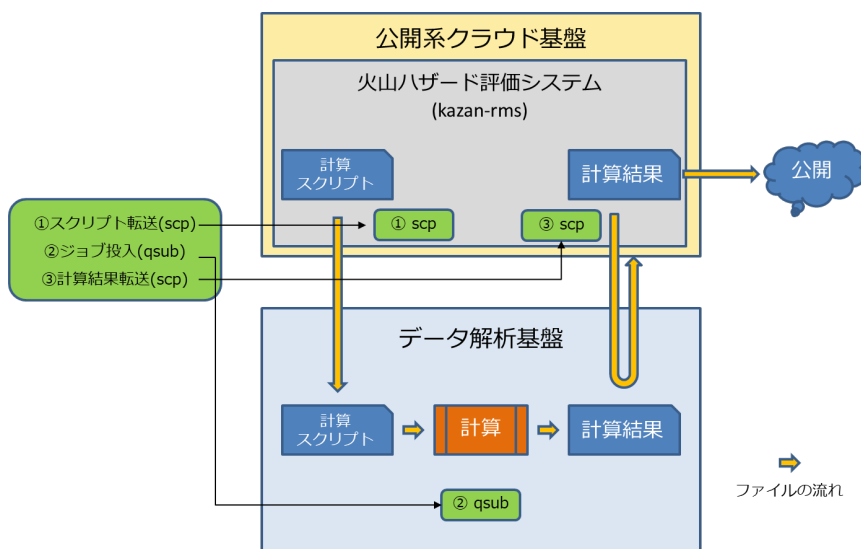 公開系クラウド基盤
火山ハザード評価システム
(kazan-rms)
計算
スクリプト
計算結果
公開
①スクリプト転送(scp)
②ジョブ投入(qsub)
③計算結果転送(scp)
① scp
③ scp
データ解析基盤
計算
スクリプト
計算
計算結果
② qsub
ファイルの流れ